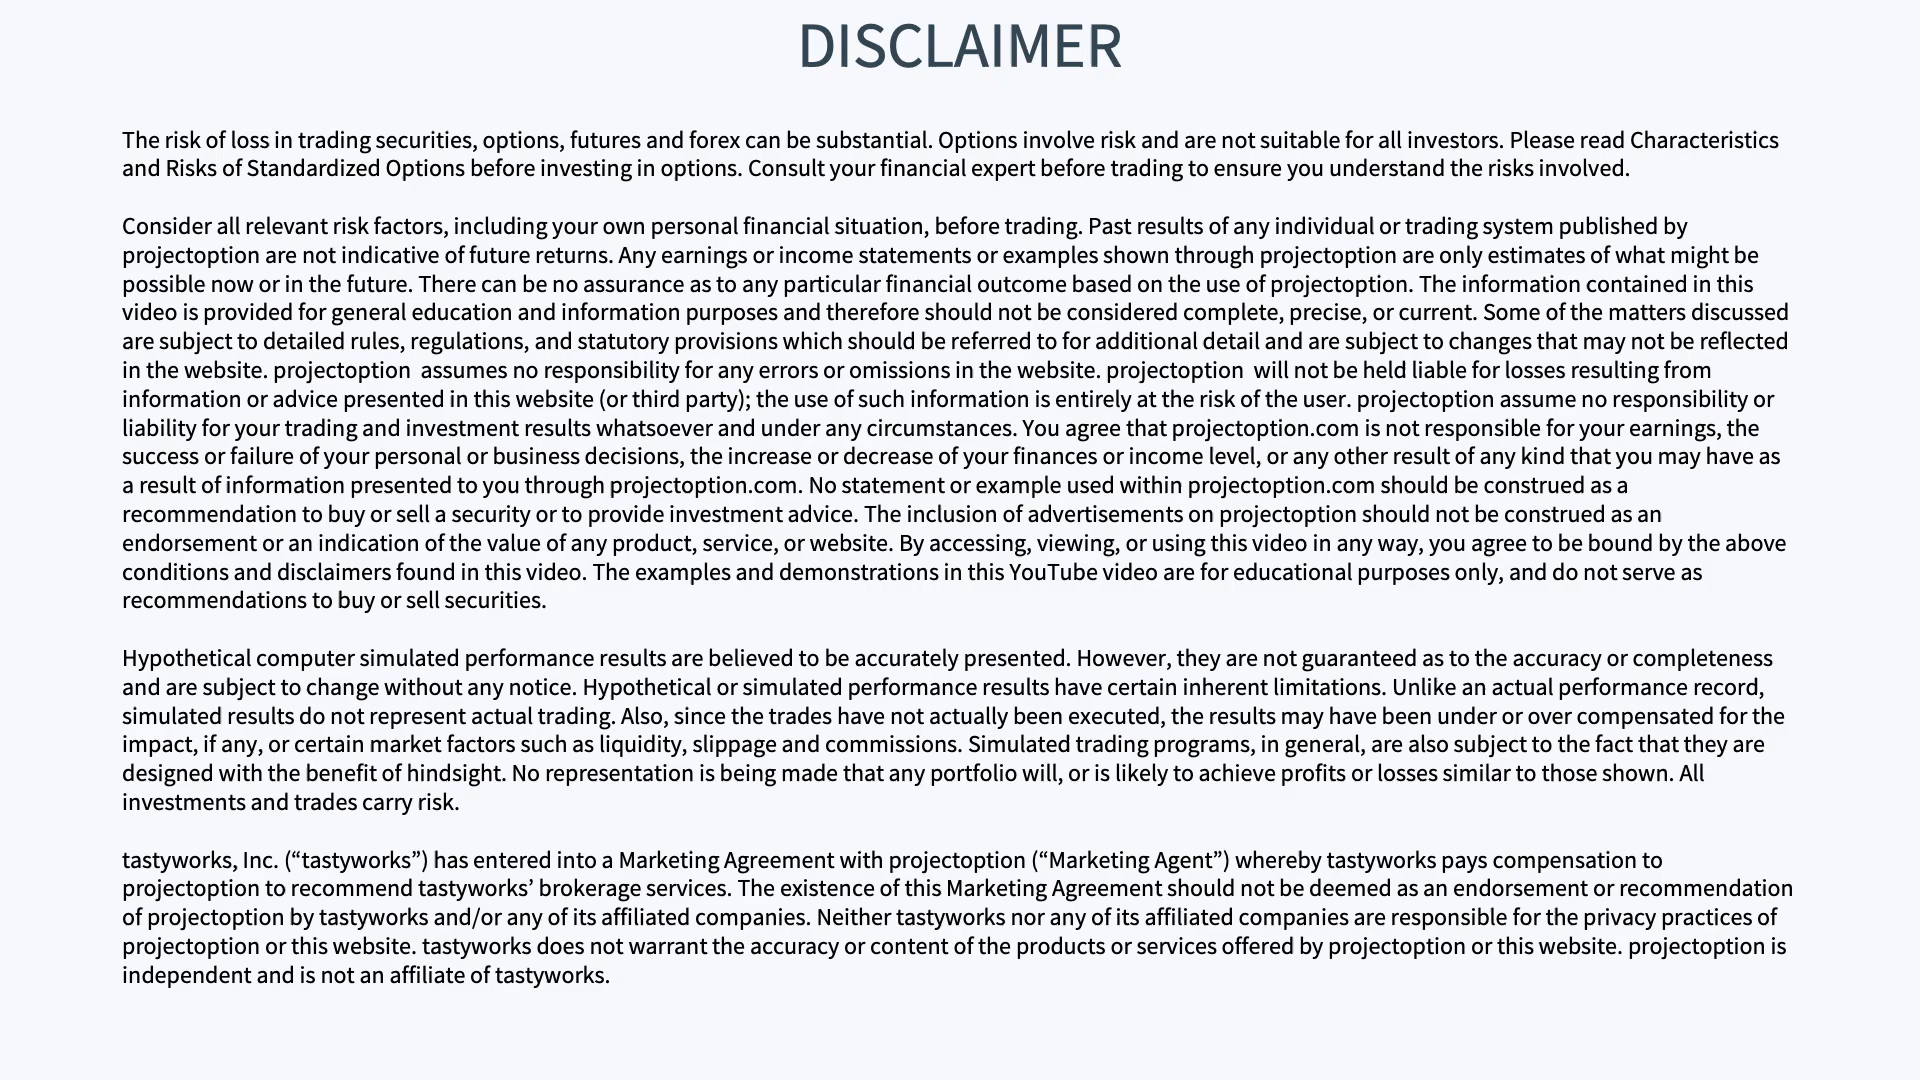 DISCLAIMER
The risk of loss in trading securities, options, futures and forex can be substantial. Options involve risk and are not suitable for all investors. Please read Characteristics
and Risks of Standardized Options before investing in options. Consult your financial expert before trading to ensure you understand the risks involved.
Consider all relevant risk factors, including your own personal financial situation, before trading. Past results of any individual or trading system published by
projectoption are not indicative of future returns. Any earnings or income statements or examples shown through projectoption are only estimates of what might be
possible now or in the future. There can be no assurance as to any particular financial outcome based on the use of projectoption. The information contained in this
video is provided for general education and information purposes and therefore should not be considered complete, precise, or current. Some of the matters discussed
are subject to detailed rules, regulations, and statutory provisions which should be referred to for additional detail and are subject to changes that may not be reflected
in the website. projectoption  assumes no responsibility for any errors or omissions in the website. projectoption  will not be held liable for losses resulting from
information or advice presented in this website (or third party); the use of such information is entirely at the risk of the user. projectoption assume no responsibility or
liability for your trading and investment results whatsoever and under any circumstances. You agree that projectoption.com is not responsible for your earnings, the
success or failure of your personal or business decisions, the increase or decrease of your finances or income level, or any other result of any kind that you may have as
a result of information presented to you through projectoption.com. No statement or example used within projectoption.com should be construed as a
recommendation to buy or sell a security or to provide investment advice. The inclusion of advertisements on projectoption should not be construed as an
endorsement or an indication of the value of any product, service, or website. By accessing, viewing, or using this video in any way, you agree to be bound by the above
conditions and disclaimers found in this video. The examples and demonstrations in this YouTube video are for educational purposes only, and do not serve as
recommendations to buy or sell securities.
Hypothetical computer simulated performance results are believed to be accurately presented. However, they are not guaranteed as to the accuracy or completeness
and are subject to change without any notice. Hypothetical or simulated performance results have certain inherent limitations. Unlike an actual performance record,
simulated results do not represent actual trading. Also, since the trades have not actually been executed, the results may have been under or over compensated for the
impact, if any, or certain market factors such as liquidity, slippage and commissions. Simulated trading programs, in general, are also subject to the fact that they are
designed with the benefit of hindsight. No representation is being made that any portfolio will, or is likely to achieve profits or losses similar to those shown. All
investments and trades carry risk.
tastyworks, Inc. (“tastyworks”) has entered into a Marketing Agreement with projectoption (“Marketing Agent”) whereby tastyworks pays compensation to
projectoption to recommend tastyworks’ brokerage services. The existence of this Marketing Agreement should not be deemed as an endorsement or recommendation
of projectoption by tastyworks and/or any of its affiliated companies. Neither tastyworks nor any of its affiliated companies are responsible for the privacy practices of
projectoption or this website. tastyworks does not warrant the accuracy or content of the products or services offered by projectoption or this website. projectoption is
independent and is not an affiliate of tastyworks.